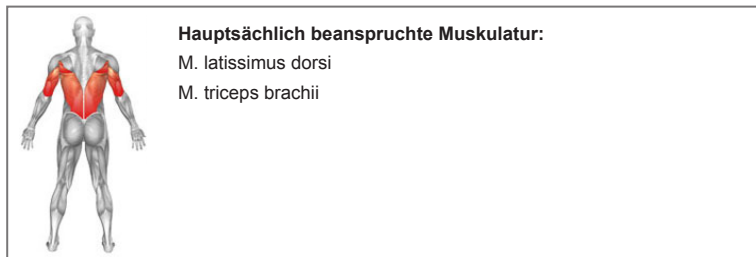 Hauptsächlich beanspruchte Muskulatur:
M. latissimus dorsi
M. triceps brachii